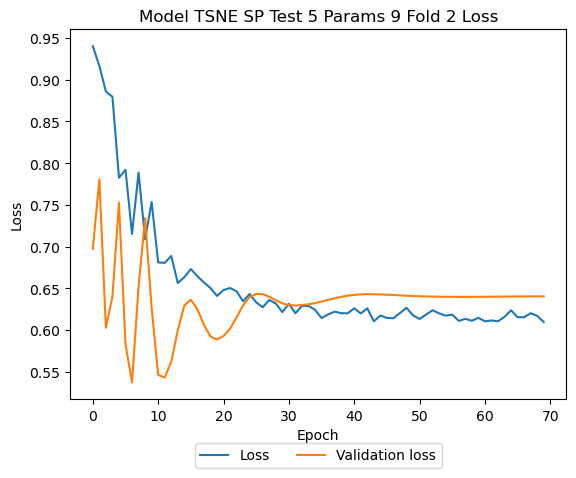 Model TSNE SP Test 5 Params 9 Fold 2 Loss
0.95
0.90
0.85
0.80
0.75
0.70
0.65
0.60
0.55
Loss
0 10 20 30 40 50 60 70
Epoch
Loss Validation loss